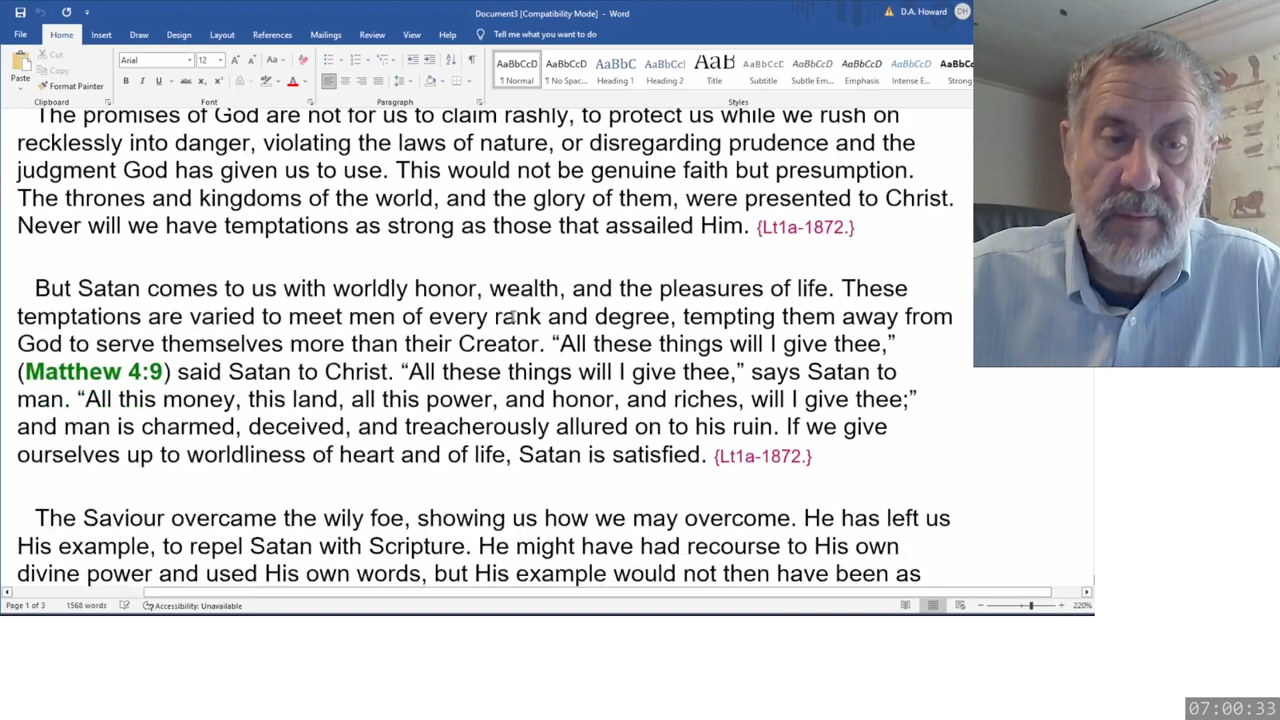 Document3 [Compatibility Mode] - Word
D.A. Howard
DH
File Home Insert Draw Design Layout References Mailings Review View Help Tell me what you want to do
Paste
Cut
Copy
Format Painter
Clipboard
Arial 12
Aa
B I U abc X2 X2 A
Font
Paragraph
AaBbCcD AaBbCcD AaBbC AaBbCcl AaB AaBbCcD AaBbCcD AaBbCcD AaBbCcD AaBbCc
¶ Normal ¶ No Spac... Heading 1 Heading 2 Title Subtitle Subtle Em... Emphasis Intense E... Strong
Styles
The promises of God are not for us to claim rashly, to protect us while we rush on
recklessly into danger, violating the laws of nature, or disregarding prudence and the
judgment God has given us to use. This would not be genuine faith but presumption.
The thrones and kingdoms of the world, and the glory of them, were presented to Christ.
Never will we have temptations as strong as those that assailed Him. {Lt1a-1872.}
But Satan comes to us with worldly honor, wealth, and the pleasures of life. These
temptations are varied to meet men of every rank and degree, tempting them away from
God to serve themselves more than their Creator. “All these things will I give thee,”
(Matthew 4:9) said Satan to Christ. “All these things will I give thee,” says Satan to
man. “All this money, this land, all this power, and honor, and riches, will I give thee;”
and man is charmed, deceived, and treacherously allured on to his ruin. If we give
ourselves up to worldliness of heart and of life, Satan is satisfied. {Lt1a-1872.}
The Saviour overcame the wily foe, showing us how we may overcome. He has left us
His example, to repel Satan with Scripture. He might have had recourse to His own
divine power and used His own words, but His example would not then have been as
Page 1 of 3 1568 words Accessibility: Unavailable 220%
07:00:33